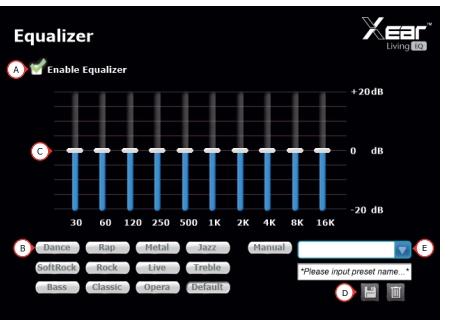 Equalizer
Xear™
Living IQ
A Enable Equalizer
+20dB
C 0 dB
-20 dB
30 60 120 250 500 1K 2K 4K 8K 16K
B Dance Rap Metal Jazz Manual E
SoftRock Rock Live Treble *Please input preset name...*
Bass Classic Opera Default D